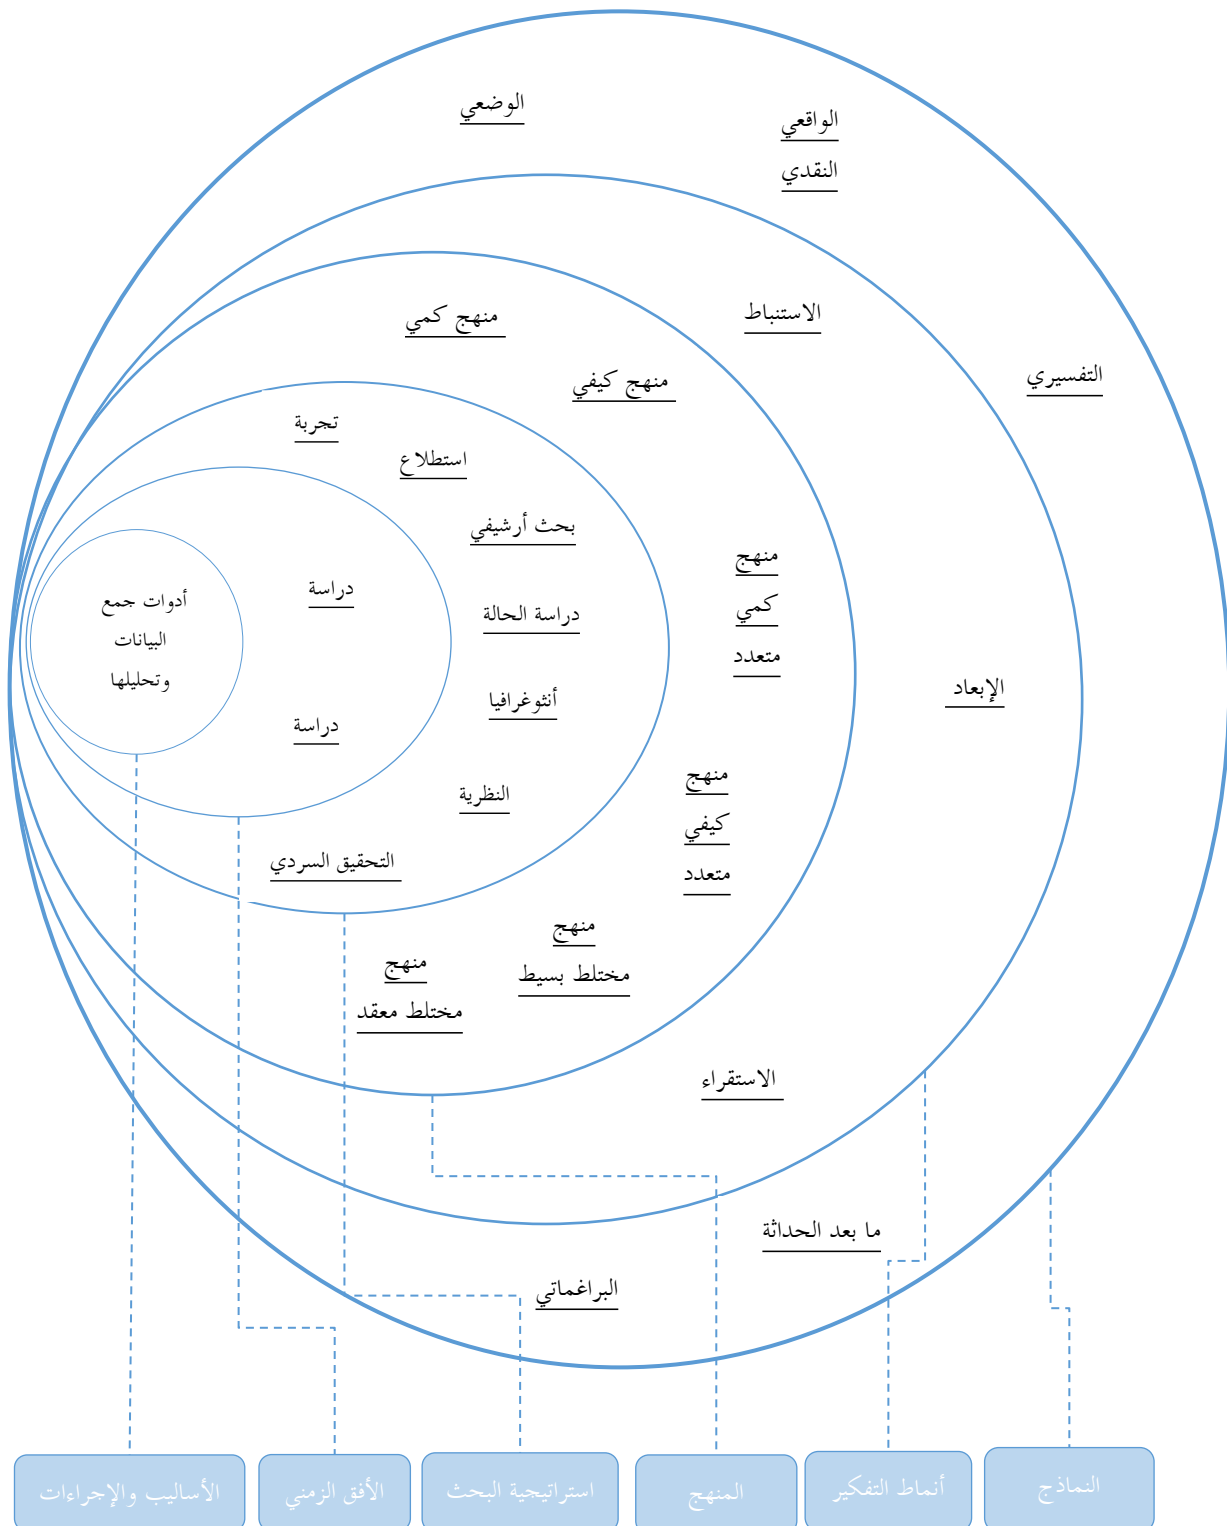 الوضعي
الواقعي
النقدي
التفسيري
ما بعد الحداثة
البراغماتي
الاستنباط
الإبعاد
الاستقراء
منهج كمي
منهج كيفي
منهج
كمي
متعدد
منهج
كيفي
متعدد
منهج
مختلط بسيط
منهج
مختلط معقد
تجربة
استطلاع
بحث أرشيفي
دراسة الحالة
أنثوغرافيا
النظرية
التحقيق السردي
دراسة
دراسة
أدوات جمع
البيانات
وتحليلها
النماذج
أنماط التفكير
المنهج
استراتيجية البحث
الأفق الزمني
الأساليب والإجراءات